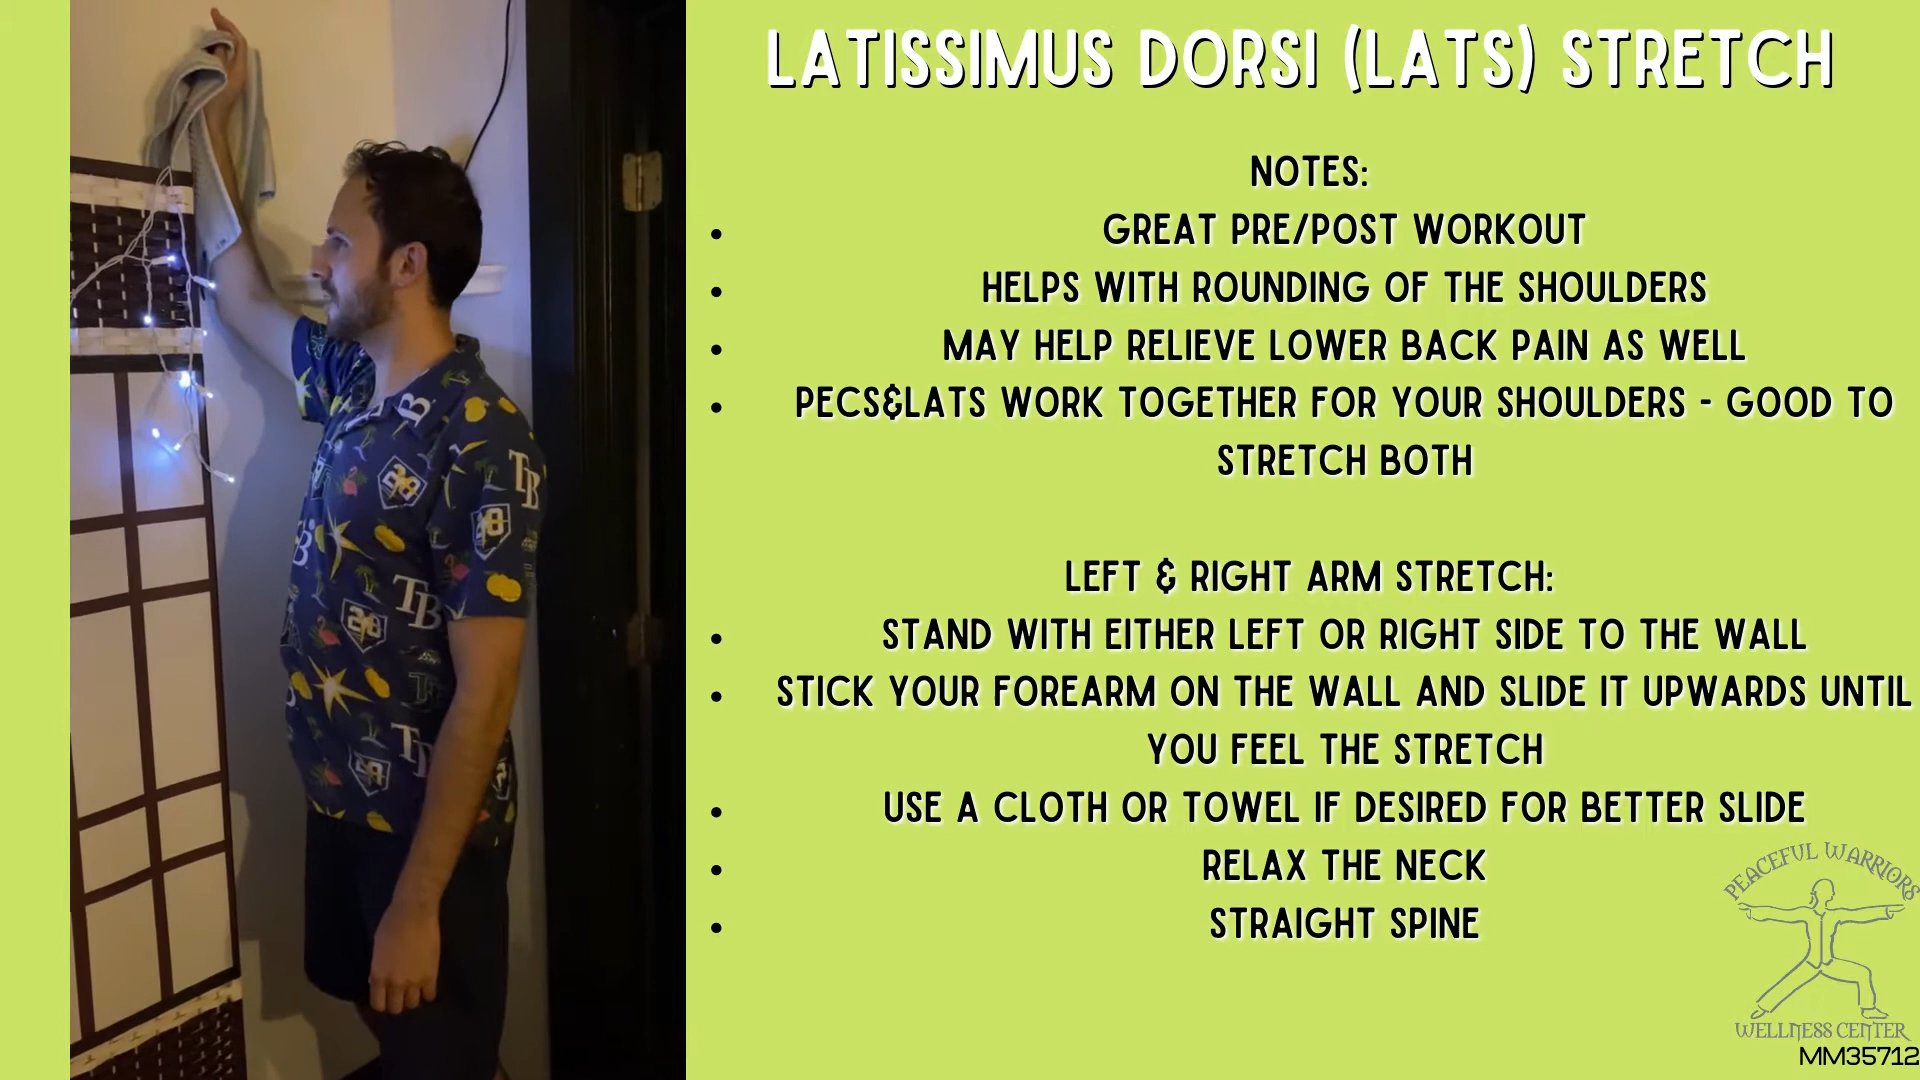 LATISSIMUS DORSI (LATS) STRETCH
NOTES:
• GREAT PRE/POST WORKOUT
• HELPS WITH ROUNDING OF THE SHOULDERS
• MAY HELP RELIEVE LOWER BACK PAIN AS WELL
• PECS&LATS WORK TOGETHER FOR YOUR SHOULDERS - GOOD TO
STRETCH BOTH
LEFT & RIGHT ARM STRETCH:
• STAND WITH EITHER LEFT OR RIGHT SIDE TO THE WALL
• STICK YOUR FOREARM ON THE WALL AND SLIDE IT UPWARDS UNTIL
YOU FEEL THE STRETCH
• USE A CLOTH OR TOWEL IF DESIRED FOR BETTER SLIDE
• RELAX THE NECK
• STRAIGHT SPINE
PEACEFUL WARRIORS
WELLNESS CENTER
MM35712
TB
TB